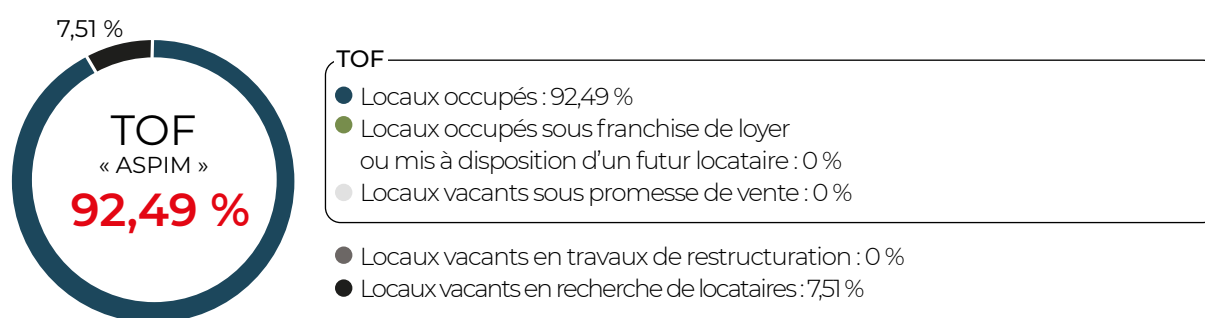 7,51 %
TOF
« ASPIM »
92,49 %
TOF
Locaux occupés : 92,49 %
Locaux occupés sous franchise de loyer
ou mis à disposition d’un futur locataire : 0 %
Locaux vacants sous promesse de vente : 0 %
Locaux vacants en travaux de restructuration : 0 %
Locaux vacants en recherche de locataires : 7,51 %